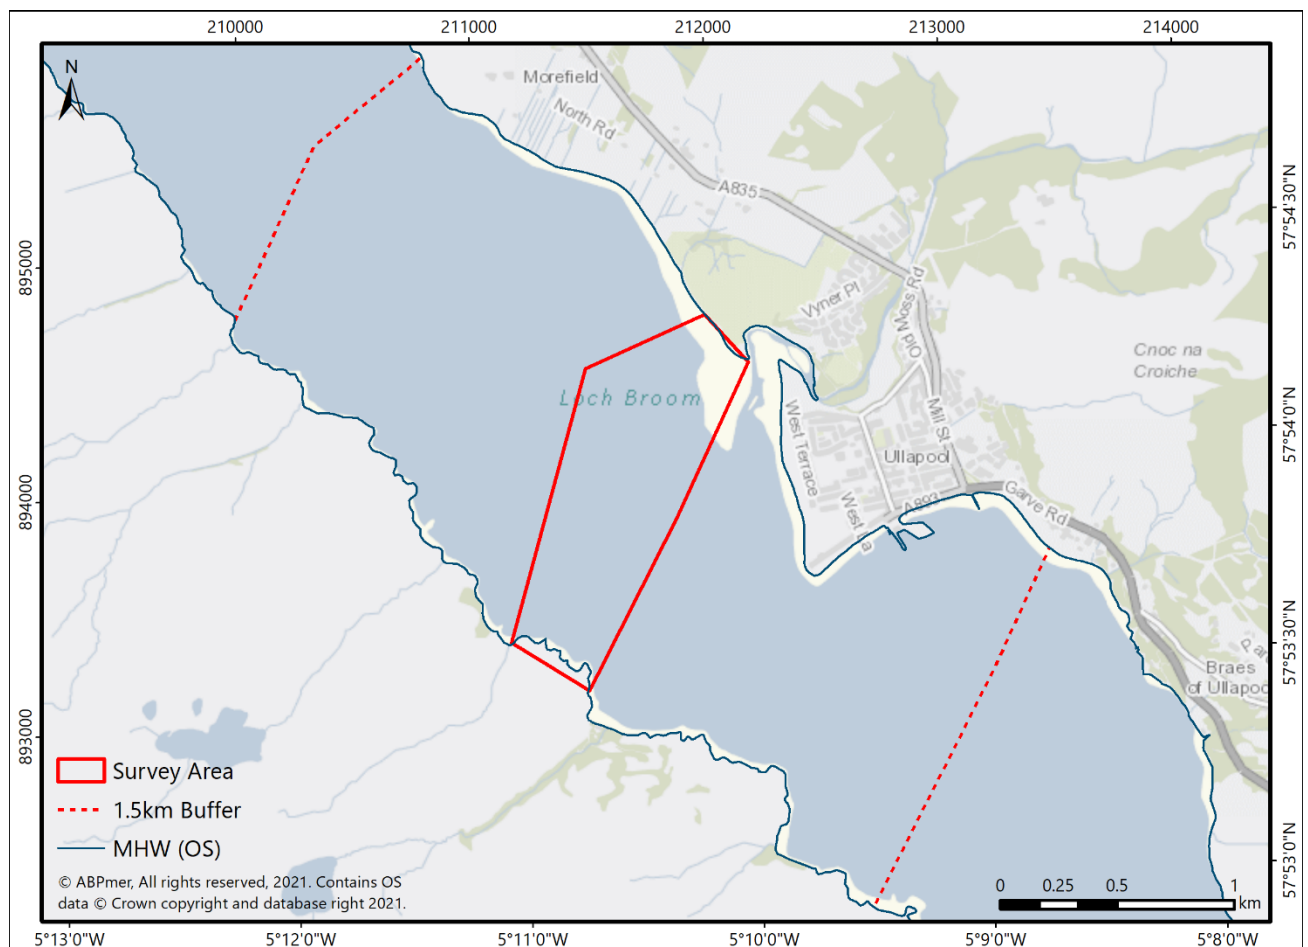 210000
211000
212000
213000
214000
N
Morefield
North Rd
A835
57°54'30"N
895000
Vyner Pl
Old Moss Rd
Cnoc na
Croiche
Loch Broom
57°54'0"N
West Terrace
Mill St
Ullapool
894000
A893
Garve Rd
West La
57°53'30"N
Braes
of Ullapool
893000
Survey Area
1.5km Buffer
MHW (OS)
© ABPmer, All rights reserved, 2021. Contains OS
data © Crown copyright and database right 2021.
0 0.25 0.5 1
km
57°53'0"N
5°13'0"W
5°12'0"W
5°11'0"W
5°10'0"W
5°9'0"W
5°8'0"W